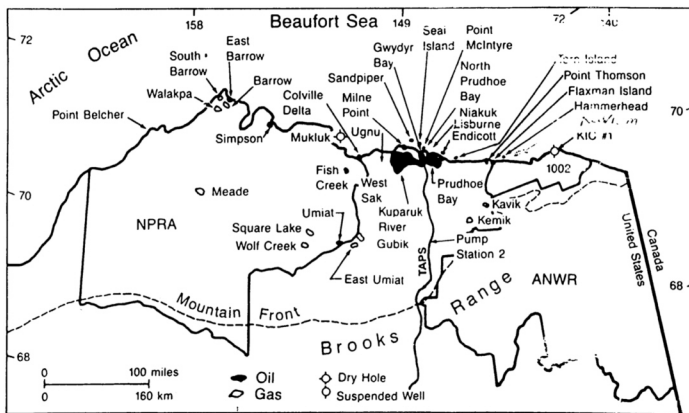 158
Beaufort Sea
149
72
140
72
Arctic Ocean
South
Barrow
East
Barrow
Barrow
Walakpa
Point Belcher
Simpson
Colville
Delta
Mukluk
Sandpiper
Milne
Point
Ugnu
Gwydyr
Bay
Seal
Island
Point
McIntyre
North
Prudhoe
Bay
Niakuk
Lisburne
Endicott
Tern Island
Point Thomson
Flaxman Island
Hammerhead
KIC #1
1002
70
70
Meade
Fish
Creek
West
Sak
Prudhoe
Bay
Kuparuk
River
Kavik
Kemik
NPRA
Umiat
Square Lake
Wolf Creek
Gubik
East Umiat
TAPS
Pump
Station 2
ANWR
Canada
United States
Mountain Front
Brooks Range
68
68
0 100 miles
0 160 km
Oil
Gas
Dry Hole
Suspended Well